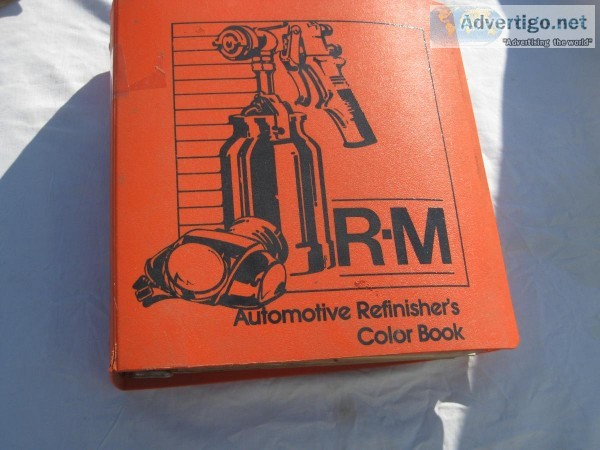 Advertigo.net
"Advertising the world"
R-M
Automotive Refinisher's
Color Book